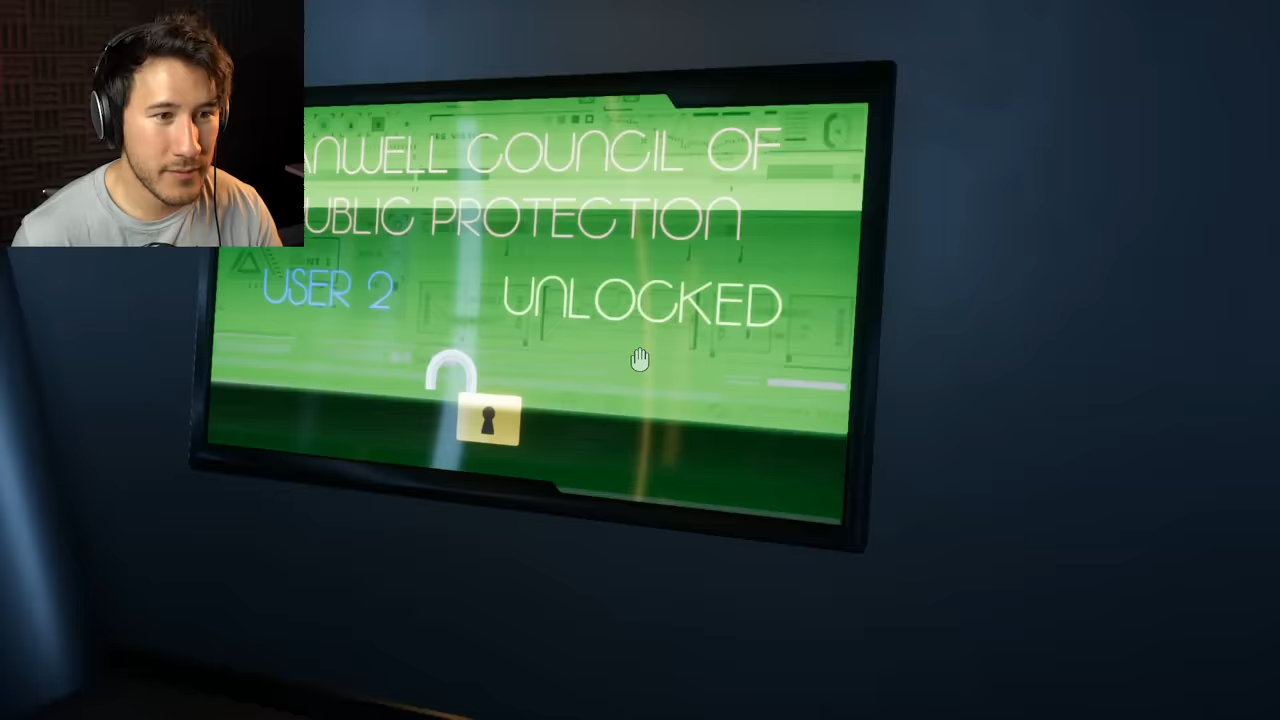 ANWELL COUNCIL OF
UBLIC PROTECTION
USER 2
UNLOCKED